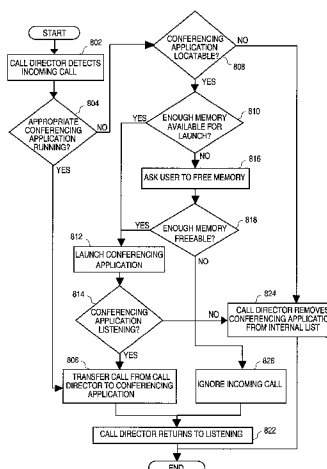 START
802
CALL DIRECTOR DETECTS
INCOMING CALL
804
APPROPRIATE
CONFERENCING
APPLICATION
RUNNING?
NO
YES
CONFERENCING
APPLICATION
LOCATABLE?
NO
808
YES
810
ENOUGH MEMORY
AVAILABLE FOR
LAUNCH?
YES
NO
816
ASK USER TO FREE MEMORY
818
ENOUGH MEMORY
FREEABLE?
YES
NO
812
LAUNCH CONFERENCING
APPLICATION
814
CONFERENCING
APPLICATION
LISTENING?
NO
YES
824
CALL DIRECTOR REMOVES
CONFERENCING APPLICATION
FROM INTERNAL LIST
806
TRANSFER CALL FROM CALL
DIRECTOR TO CONFERENCING
APPLICATION
826
IGNORE INCOMING CALL
CALL DIRECTOR RETURNS TO LISTENING
822
END